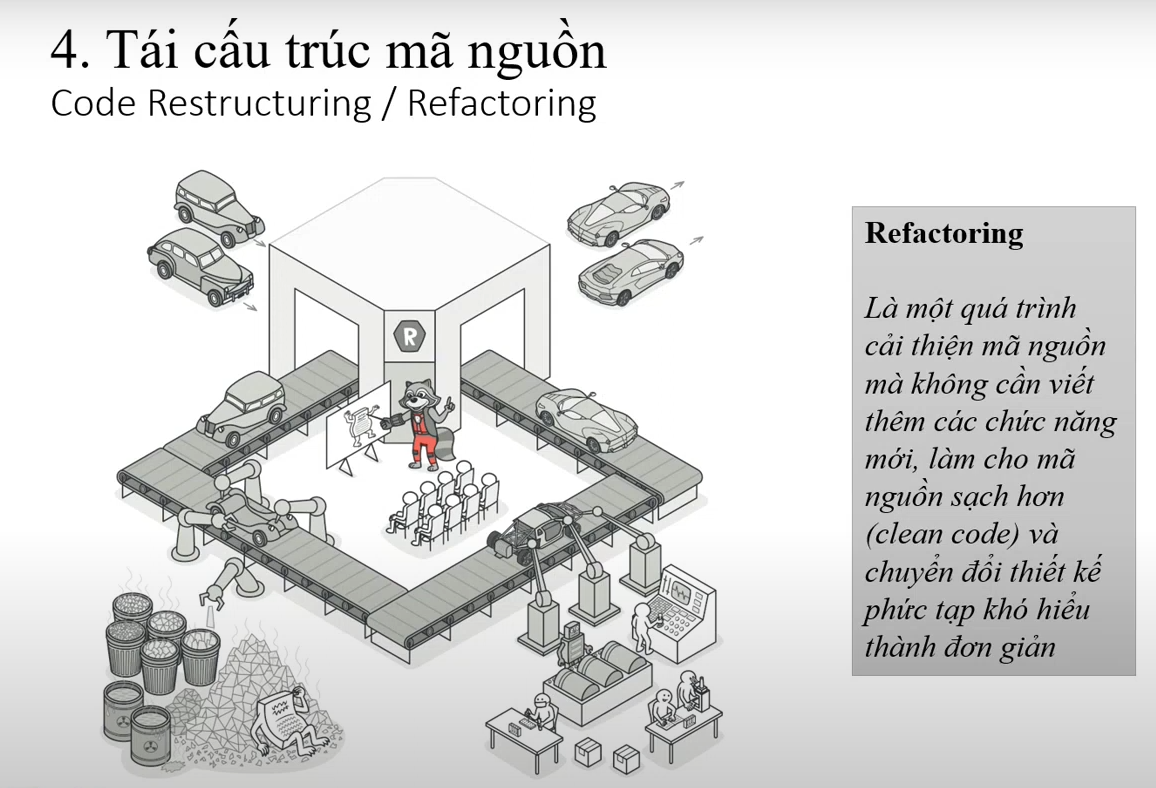 4. Tái cấu trúc mã nguồn
Code Restructuring / Refactoring
R
Refactoring
Là một quá trình
cải thiện mã nguồn
mà không cần viết
thêm các chức năng
mới, làm cho mã
nguồn sạch hơn
(clean code) và
chuyển đổi thiết kế
phức tạp khó hiểu
thành đơn giản